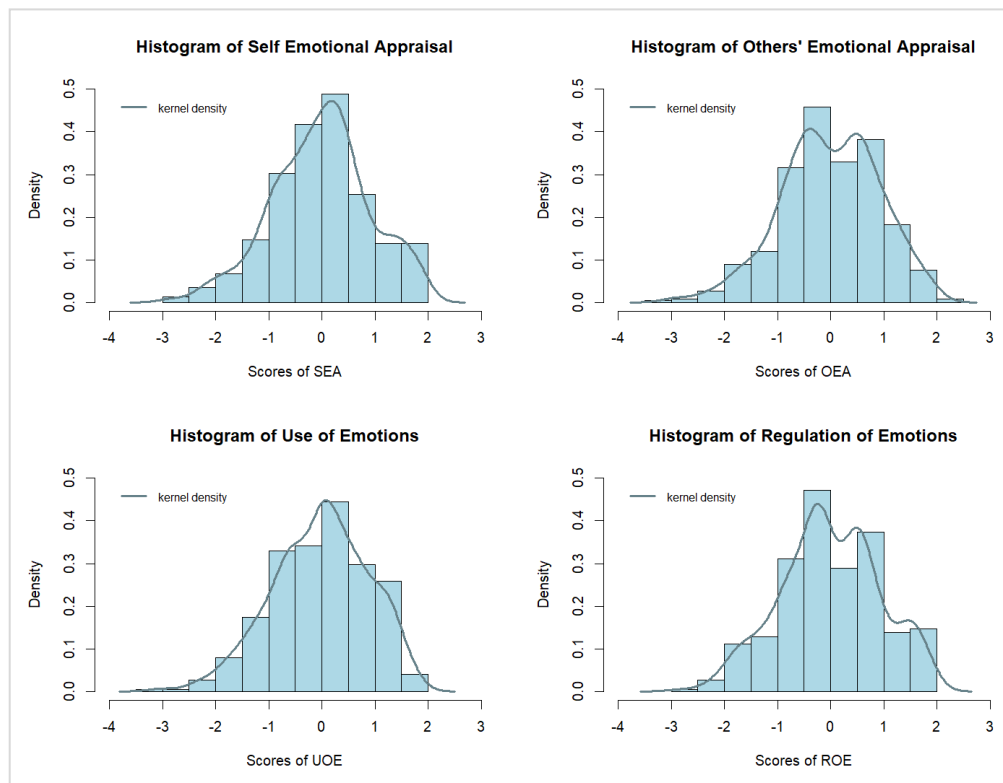 Histogram of Self Emotional Appraisal
0.5
0.4
0.3
0.2
0.1
0.0
Density
kernel density
-4 -3 -2 -1 0 1 2 3
Scores of SEA
Histogram of Others' Emotional Appraisal
0.5
0.4
0.3
0.2
0.1
0.0
Density
kernel density
-4 -3 -2 -1 0 1 2 3
Scores of OEA
Histogram of Use of Emotions
0.5
0.4
0.3
0.2
0.1
0.0
Density
kernel density
-4 -3 -2 -1 0 1 2 3
Scores of UOE
Histogram of Regulation of Emotions
0.5
0.4
0.3
0.2
0.1
0.0
Density
kernel density
-4 -3 -2 -1 0 1 2 3
Scores of ROE